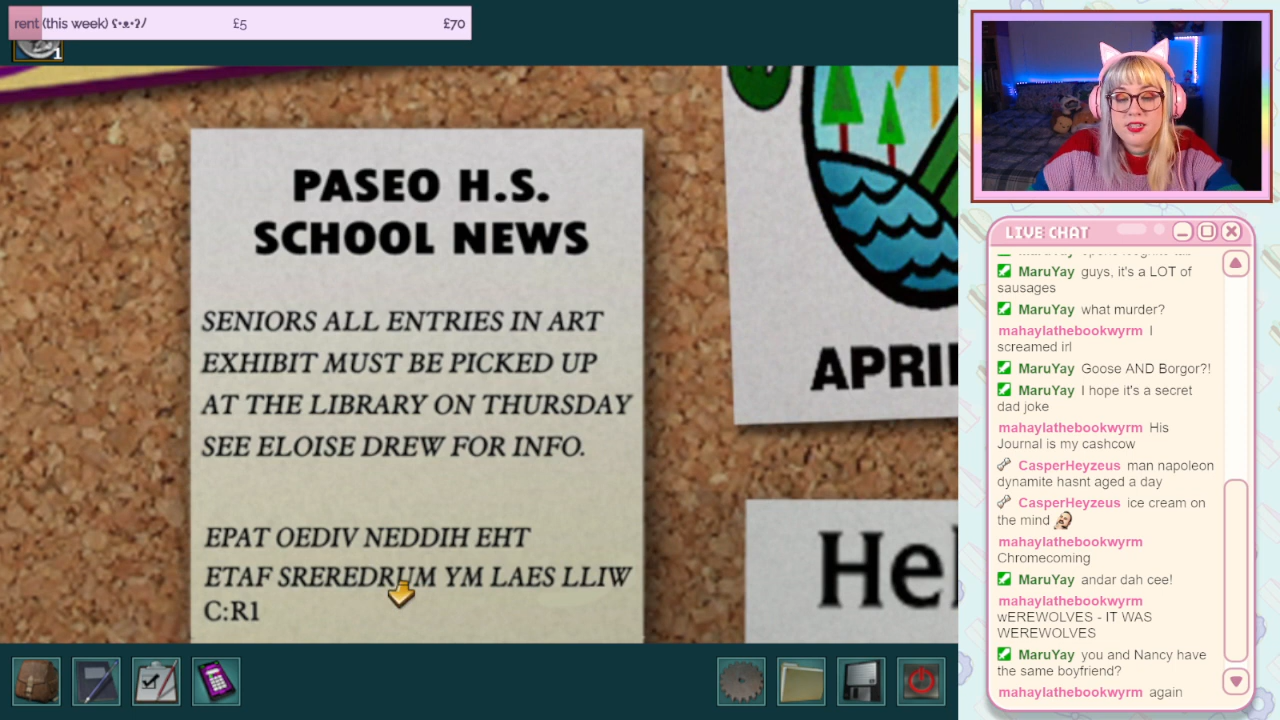 rent (this week) ʕ•ᴥ•ʔﾉ £5 £70
1
PASEO H.S.
SCHOOL NEWS
SENIORS ALL ENTRIES IN ART
EXHIBIT MUST BE PICKED UP
AT THE LIBRARY ON THURSDAY
SEE ELOISE DREW FOR INFO.
EPAT OEDIV NEDDIH EHT
ETAF SREREDRUM YM LAES LLIW
C:R1
APRI
Hel
LIVE CHAT
MaruYay guys, it's a LOT of
sausages
MaruYay what murder?
mahaylathebookwyrm I
screamed irl
MaruYay Goose AND Borgor?!
MaruYay I hope it's a secret
dad joke
mahaylathebookwyrm His
Journal is my cashcow
CasperHeyzeus man napoleon
dynamite hasnt aged a day
CasperHeyzeus ice cream on
the mind
mahaylathebookwyrm
Chromecoming
MaruYay andar dah cee!
mahaylathebookwyrm
wEREWOLVES - IT WAS
WEREWOLVES
MaruYay you and Nancy have
the same boyfriend?
mahaylathebookwyrm again